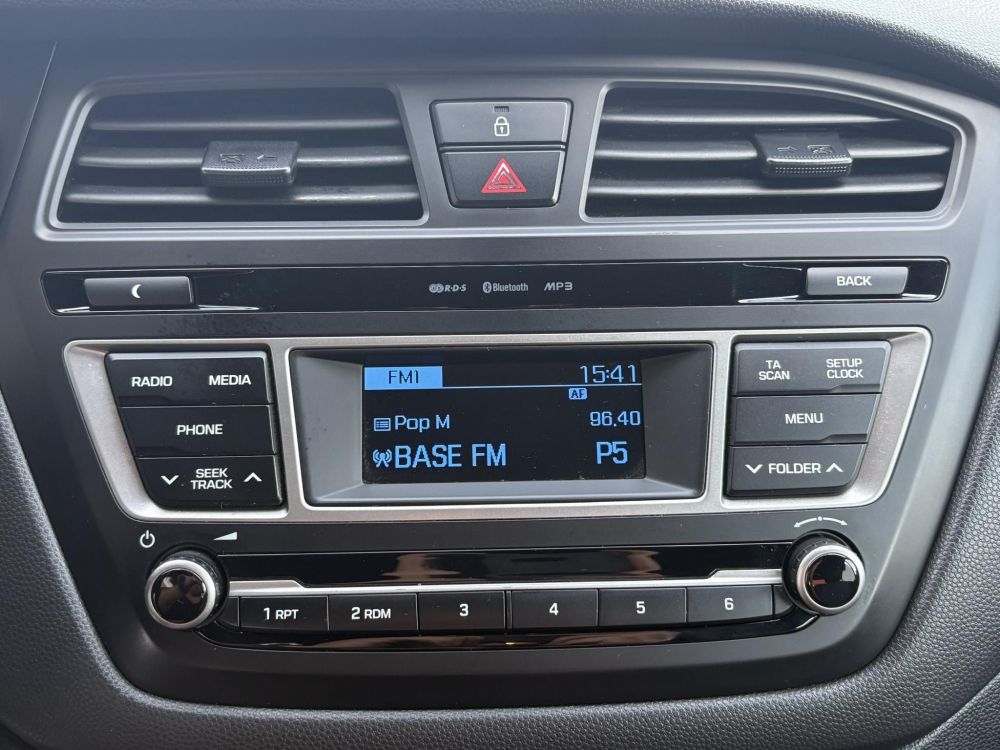 R·D·S Bluetooth MP3
BACK
RADIO MEDIA
PHONE
SEEK
TRACK
FM1 15:41
AF
Pop M 96.40
BASE FM P5
TA
SCAN
SETUP
CLOCK
MENU
FOLDER
1 RPT 2 RDM 3 4 5 6